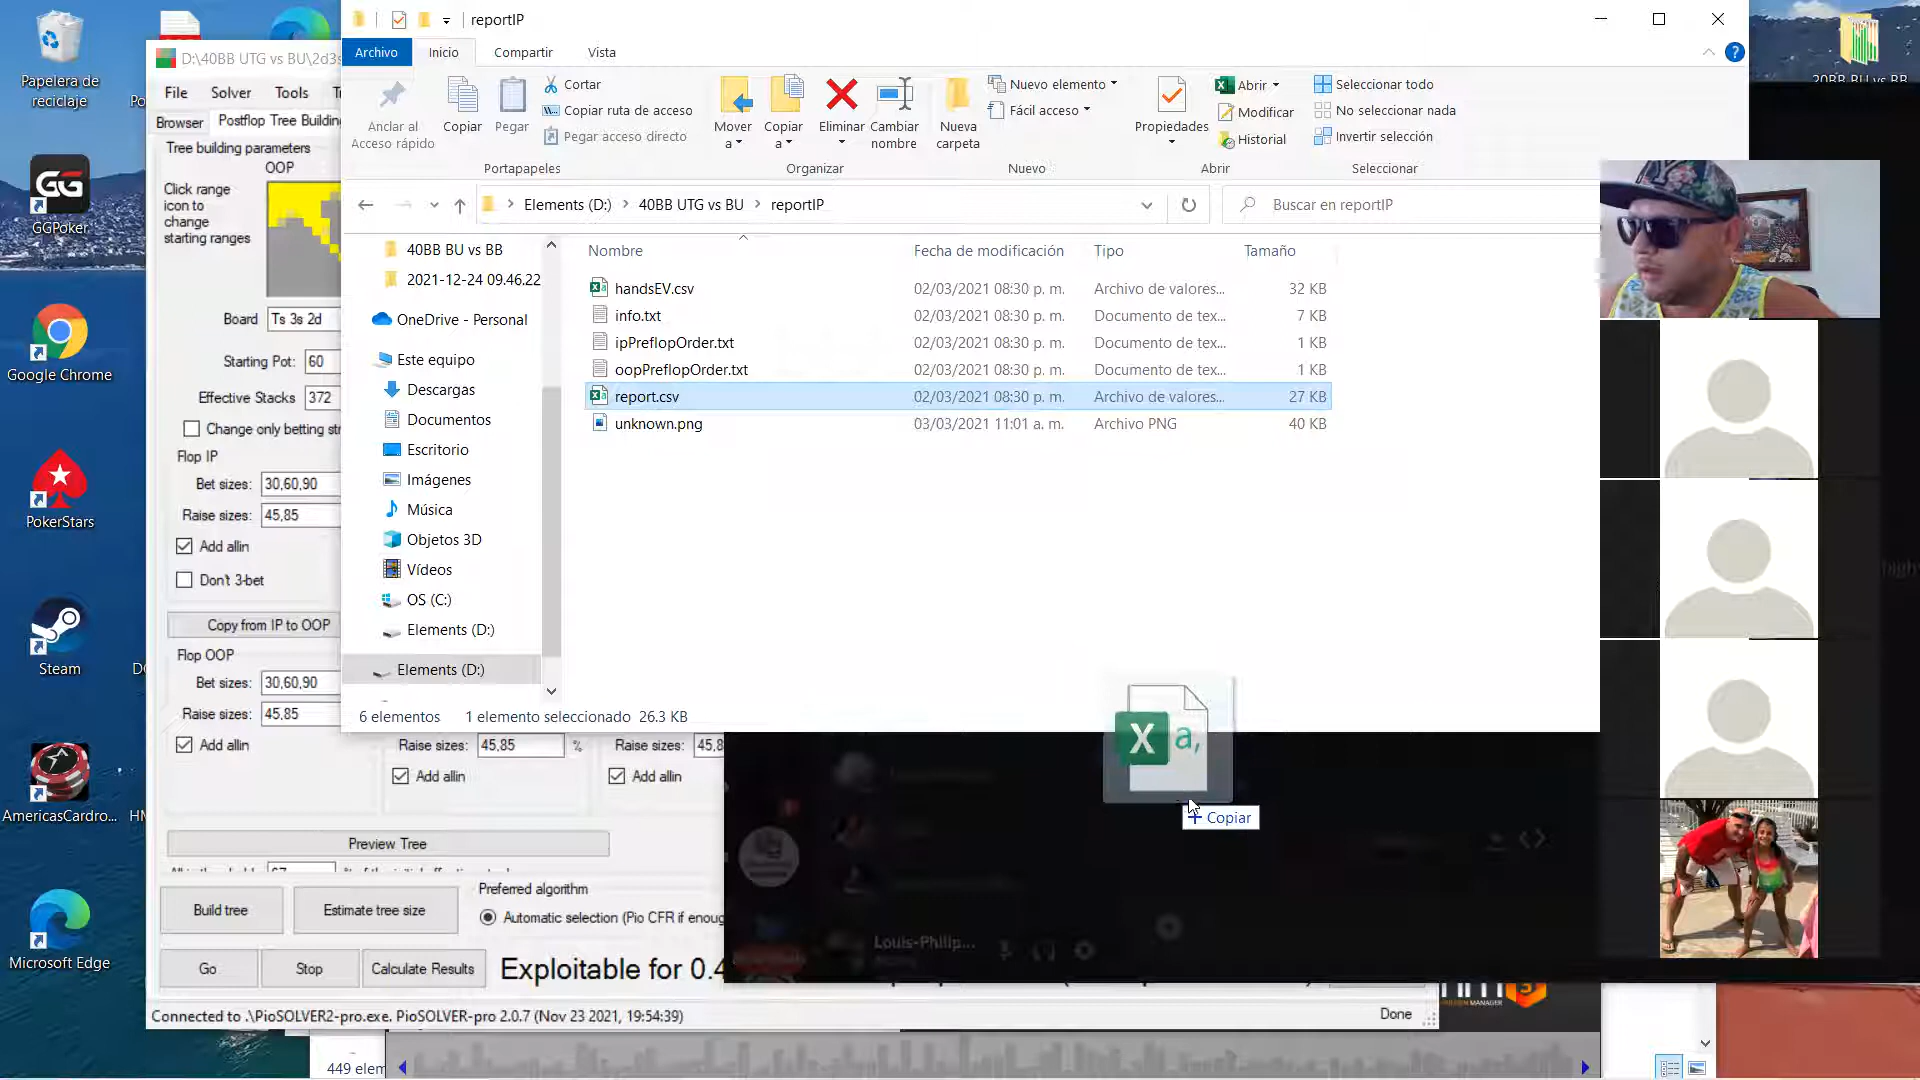 reportIP
Archivo
Inicio
Compartir
Vista
Anclar al
Acceso rápido
Copiar
Pegar
Cortar
Copiar ruta de acceso
Pegar acceso directo
Portapapeles
Mover
a
Copiar
a
Eliminar
Cambiar
nombre
Organizar
Nueva
carpeta
Nuevo elemento
Fácil acceso
Nuevo
Propiedades
Abrir
Modificar
Historial
Abrir
Seleccionar todo
No seleccionar nada
Invertir selección
Seleccionar
Elements (D:)
40BB UTG vs BU
reportIP
Buscar en reportIP
40BB BU vs BB
2021-12-24 09.46.22
OneDrive - Personal
Este equipo
Descargas
Documentos
Escritorio
Imágenes
Música
Objetos 3D
Vídeos
OS (C:)
Elements (D:)
Elements (D:)
Nombre Fecha de modificación Tipo Tamaño
handsEV.csv 02/03/2021 08:30 p. m. Archivo de valores... 32 KB
info.txt 02/03/2021 08:30 p. m. Documento de tex... 7 KB
ipPreflopOrder.txt 02/03/2021 08:30 p. m. Documento de tex... 1 KB
oopPreflopOrder.txt 02/03/2021 08:30 p. m. Documento de tex... 1 KB
report.csv 02/03/2021 08:30 p. m. Archivo de valores... 27 KB
unknown.png 03/03/2021 11:01 a. m. Archivo PNG 40 KB
6 elementos 1 elemento seleccionado 26.3 KB
X a,
Copiar
Papelera de
reciclaje
GG
GGPoker
Google Chrome
PokerStars
Steam
AmericasCardro...
Microsoft Edge
20BB BU vs BB
D:\40BB UTG vs BU\2d3s
File Solver Tools
Browser
Postflop Tree Building
Tree building parameters
OOP
Click range
icon to
change
starting ranges
Board Ts 3s 2d
Starting Pot: 60
Effective Stacks 372
Change only betting str
Flop IP
Bet sizes: 30,60,90
Raise sizes: 45,85
Add allin
Don't 3-bet
Copy from IP to OOP
Flop OOP
Bet sizes: 30,60,90
Raise sizes: 45,85
Add allin
Raise sizes: 45,85 %
Add allin
Raise sizes: 45,8
Add allin
Preview Tree
Build tree
Estimate tree size
Preferred algorithm
Automatic selection (Pio CFR if enoug
Go
Stop
Calculate Results
Exploitable for 0.4
Connected to .\PioSOLVER2-pro.exe. PioSOLVER-pro 2.0.7 (Nov 23 2021, 19:54:39)
Done
Louis-Philip...
449 elem